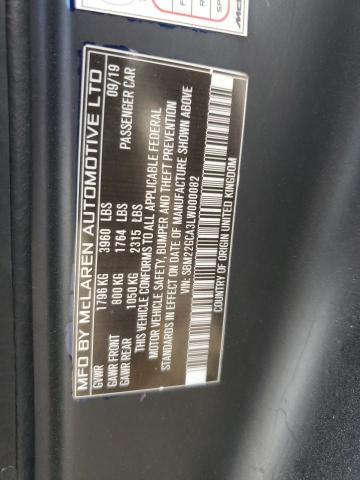 MFD BY McLAREN AUTOMOTIVE LTD
09/19
GVWR 1796 KG 3960 LBS PASSENGER CAR
GAWR FRONT 800 KG 1764 LBS
GAWR REAR 1050 KG 2315 LBS
THIS VEHICLE CONFORMS TO ALL APPLICABLE FEDERAL
MOTOR VEHICLE SAFETY, BUMPER AND THEFT PREVENTION
STANDARDS IN EFFECT ON DATE OF MANUFACTURE SHOWN ABOVE
VIN: SBM22GCA3LW000082
COUNTRY OF ORIGIN UNITED KINGDOM